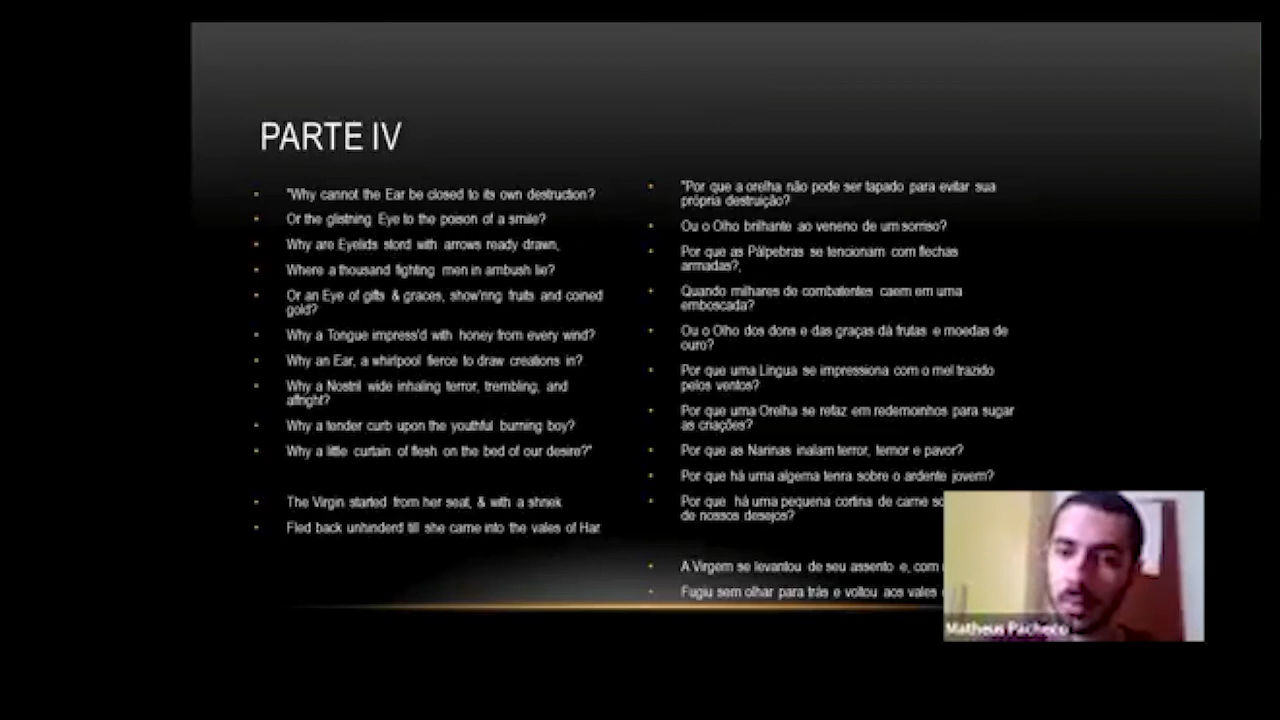 PARTE IV
"Why cannot the Ear be closed to its own destruction?
Or the glistning Eye to the poison of a smile?
Why are Eyelids stord with arrows ready drawn,
Where a thousand fighting men in ambush lie?
Or an Eye of gifts & graces, show'ring fruits and coined
gold?
Why a Tongue impress'd with honey from every wind?
Why an Ear, a whirlpool fierce to draw creations in?
Why a Nostril wide inhaling terror, trembling, and
affright?
Why a tender curb upon the youthful burning boy?
Why a little curtain of flesh on the bed of our desire?"
The Virgin started from her seat, & with a shriek
Fled back unhinderd till she came into the vales of Har
"Por que a orelha não pode ser tapado para evitar sua
própria destruição?
Ou o Olho brilhante ao veneno de um sorriso?
Por que as Pálpebras se tencionam com flechas
armadas?,
Quando milhares de combatentes caem em uma
emboscada?
Ou o Olho dos dons e das graças dá frutas e moedas de
ouro?
Por que uma Língua se impressiona com o mel trazido
pelos ventos?
Por que uma Orelha se refaz em redemoinhos para sugar
as criações?
Por que as Narinas inalam terror, temor e pavor?
Por que há uma algema tenra sobre o ardente jovem?
Por que há uma pequena cortina de carne
de nossos desejos?
A Virgem se levantou de seu assento e, com
Fugiu sem olhar para trás e voltou aos vales
Matheus Pacheco